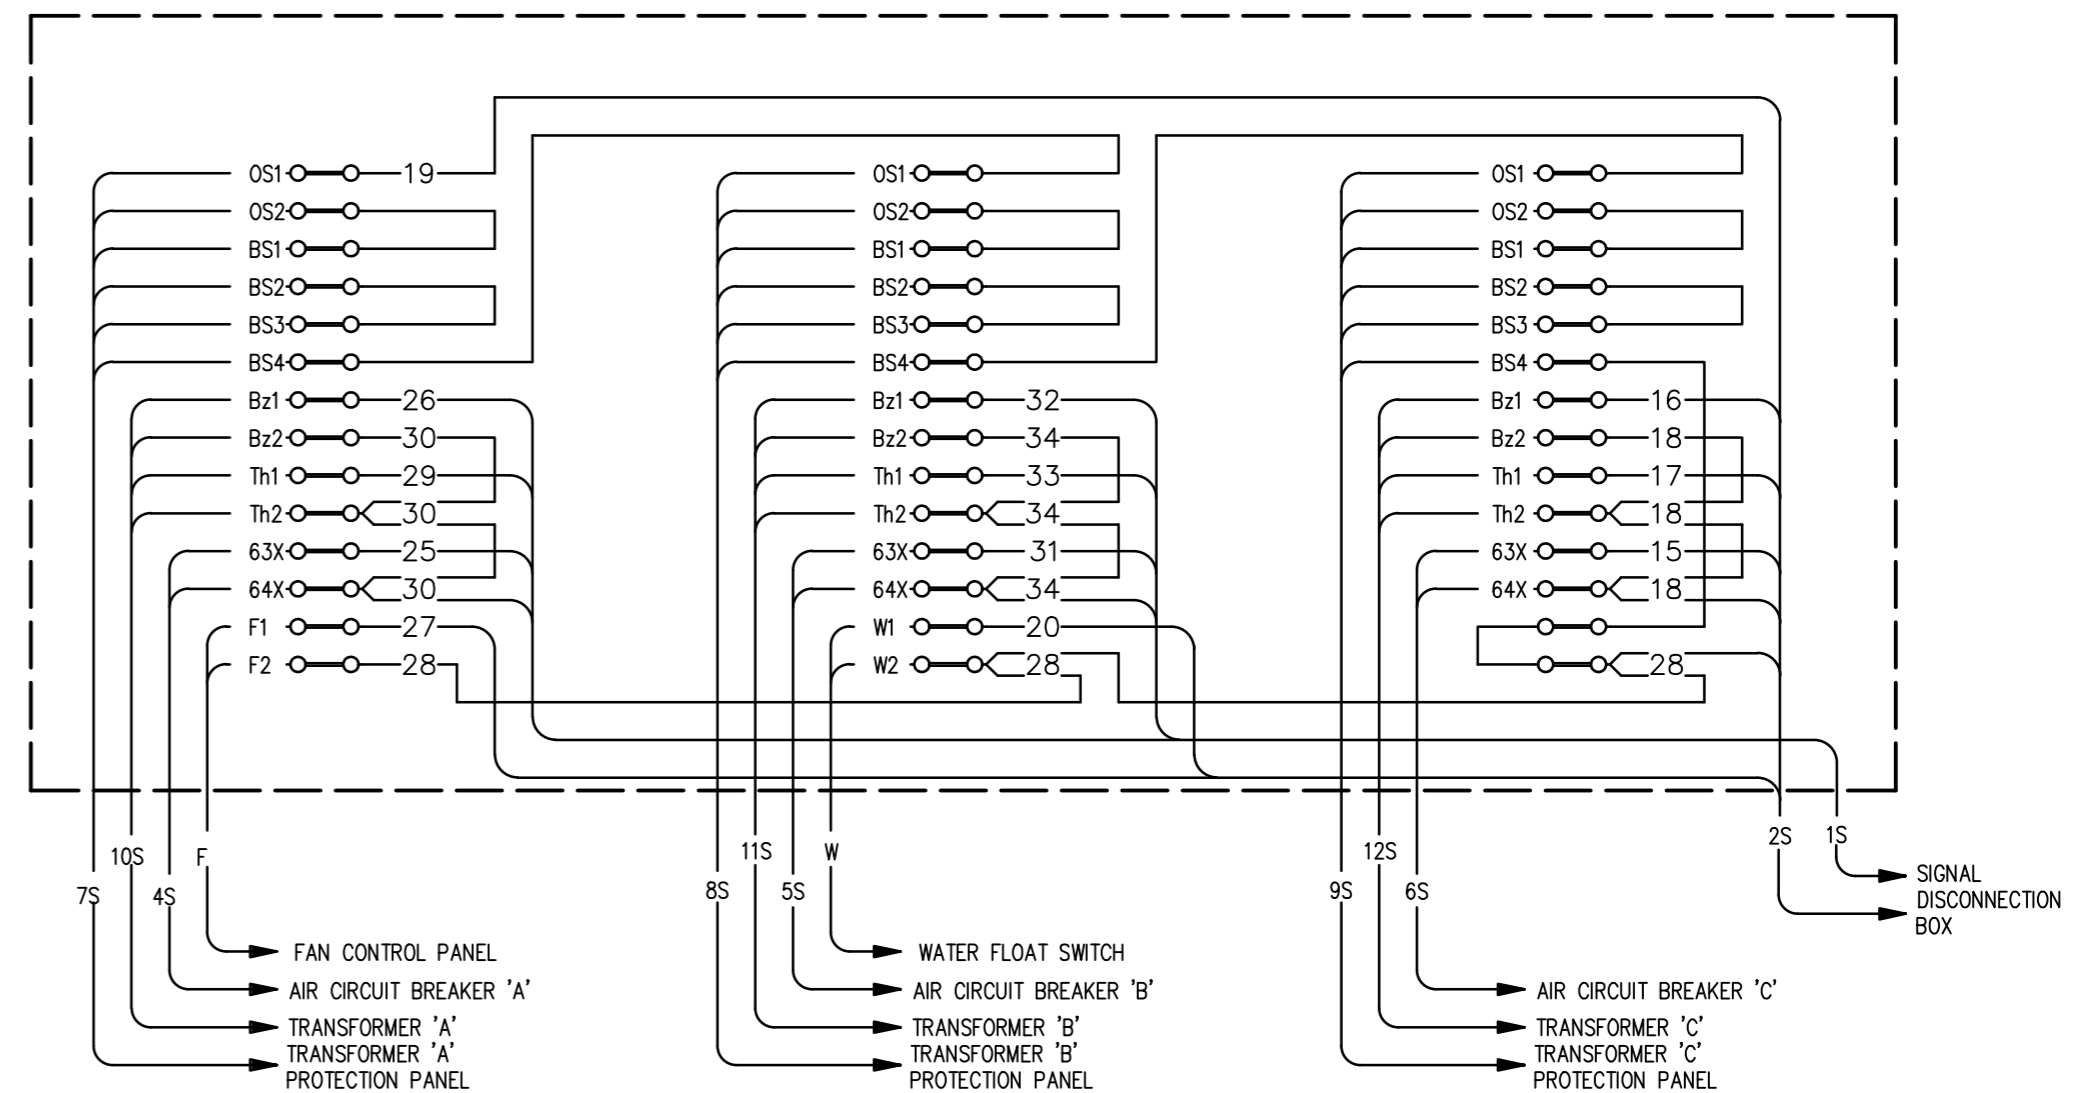 OS1 19
OS2
BS1
BS2
BS3
BS4
Bz1 26
Bz2 30
Th1 29
Th2 30
63X 25
64X 30
F1 27
F2 28
OS1
OS2
BS1
BS2
BS3
BS4
Bz1 32
Bz2 34
Th1 33
Th2 34
63X 31
64X 34
W1 20
W2 28
OS1
OS2
BS1
BS2
BS3
BS4
Bz1 16
Bz2 18
Th1 17
Th2 18
63X 15
64X 18
28
7S
10S
4S
F
8S
11S
5S
W
9S
12S
6S
2S
1S
SIGNAL
DISCONNECTION
BOX
FAN CONTROL PANEL
AIR CIRCUIT BREAKER 'A'
TRANSFORMER 'A'
TRANSFORMER 'A'
PROTECTION PANEL
WATER FLOAT SWITCH
AIR CIRCUIT BREAKER 'B'
TRANSFORMER 'B'
TRANSFORMER 'B'
PROTECTION PANEL
AIR CIRCUIT BREAKER 'C'
TRANSFORMER 'C'
TRANSFORMER 'C'
PROTECTION PANEL